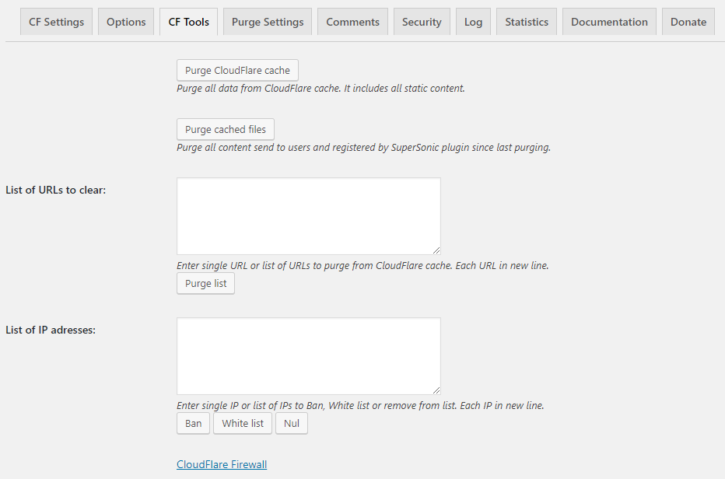 CF Settings Options CF Tools Purge Settings Comments Security Log Statistics Documentation Donate
Purge CloudFlare cache
Purge all data from CloudFlare cache. It includes all static content.
Purge cached files
Purge all content send to users and registered by SuperSonic plugin since last purging.
List of URLs to clear:
Enter single URL or list of URLs to purge from CloudFlare cache. Each URL in new line.
Purge list
List of IP adresses:
Enter single IP or list of IPs to Ban, White list or remove from list. Each IP in new line.
Ban White list Nul
CloudFlare Firewall